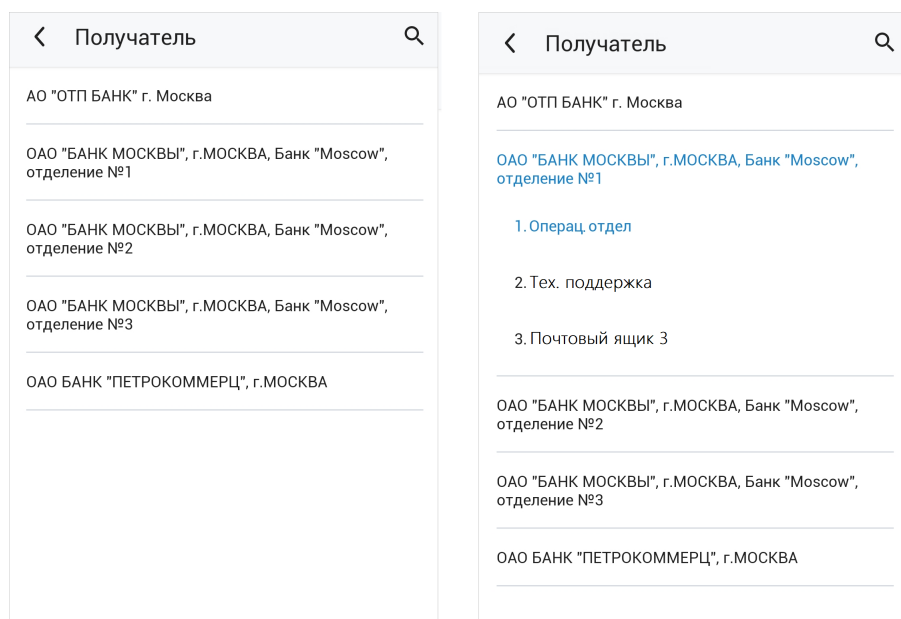 Получатель
АО "ОТП БАНК" г. Москва
ОАО "БАНК МОСКВЫ", г.МОСКВА, Банк "Moscow",
отделение №1
ОАО "БАНК МОСКВЫ", г.МОСКВА, Банк "Moscow",
отделение №2
ОАО "БАНК МОСКВЫ", г.МОСКВА, Банк "Moscow",
отделение №3
ОАО БАНК "ПЕТРОКОММЕРЦ", г.МОСКВА
Получатель
АО "ОТП БАНК" г. Москва
ОАО "БАНК МОСКВЫ", г.МОСКВА, Банк "Moscow",
отделение №1
1. Операц. отдел
2. Тех. поддержка
3. Почтовый ящик 3
ОАО "БАНК МОСКВЫ", г.МОСКВА, Банк "Moscow",
отделение №2
ОАО "БАНК МОСКВЫ", г.МОСКВА, Банк "Moscow",
отделение №3
ОАО БАНК "ПЕТРОКОММЕРЦ", г.МОСКВА